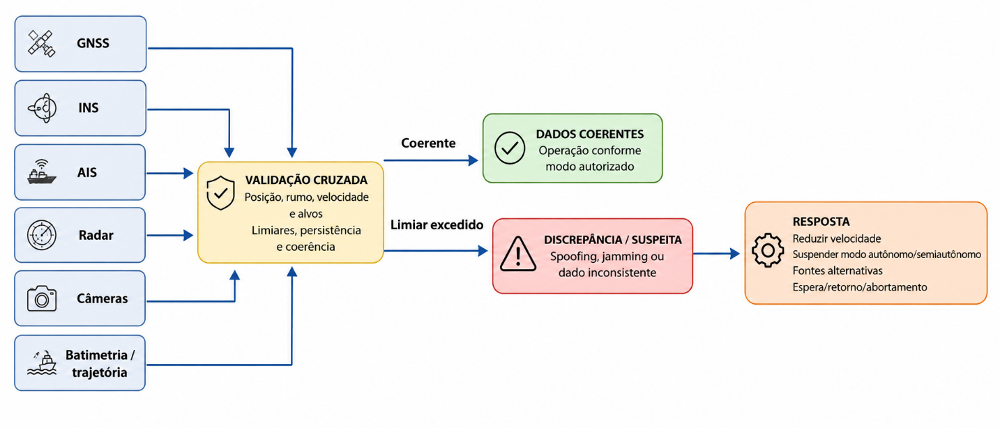 GNSS
INS
AIS
Radar
Câmeras
Batimetria /
trajetória
VALIDAÇÃO CRUZADA
Posição, rumo, velocidade
e alvos
Limiares, persistência
e coerência
Coerente
Limiar excedido
DADOS COERENTES
Operação conforme
modo autorizado
DISCREPÂNCIA / SUSPEITA
Spoofing, jamming ou
dado inconsistente
RESPOSTA
Reduzir velocidade
Suspender modo autônomo/semiautônomo
Fontes alternativas
Espera/retorno/abortamento